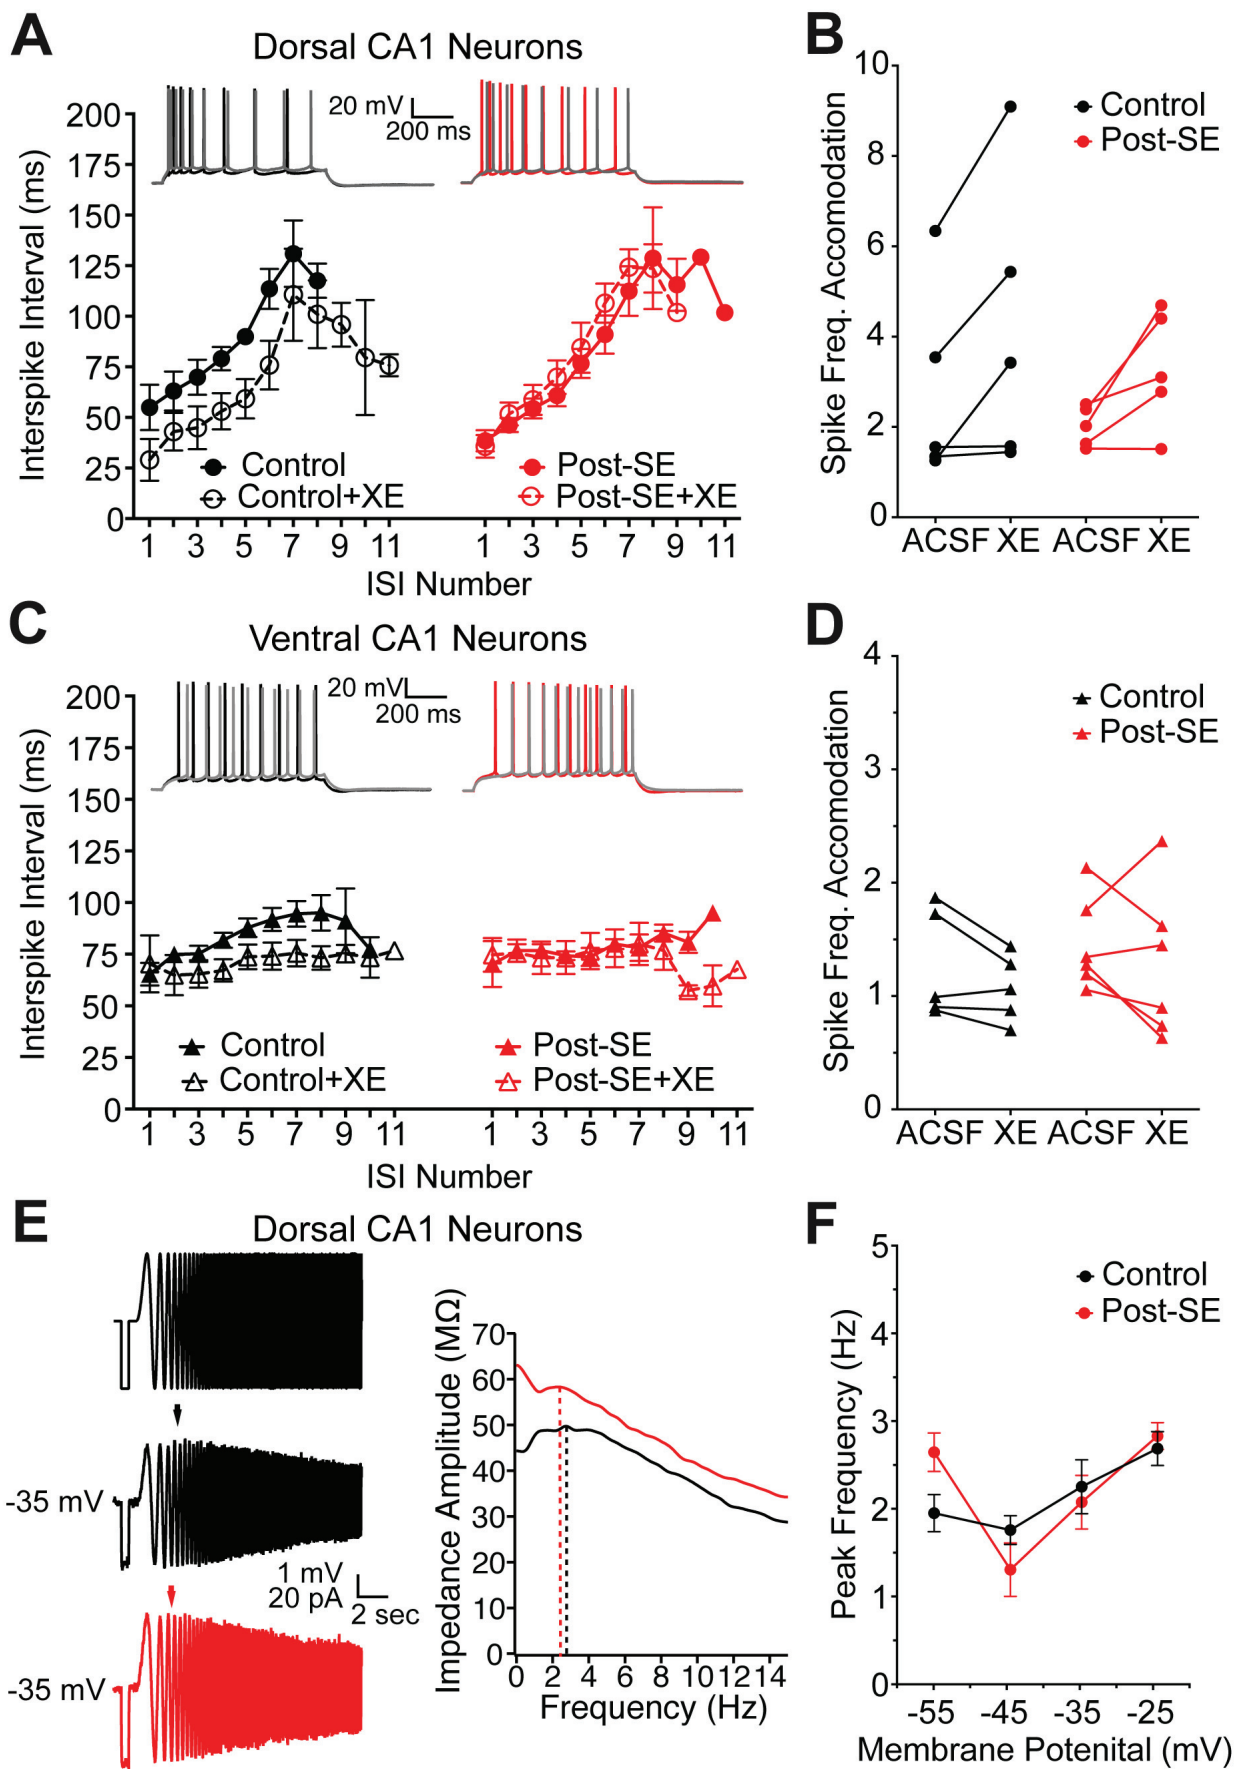 A
Dorsal CA1 Neurons
20 mV
200 ms
Interspike Interval (ms)
200
175
150
125
100
75
50
25
0
Control
Control+XE
Post-SE
Post-SE+XE
1 3 5 7 9 11
1 3 5 7 9 11
ISI Number
B
Spike Freq. Accomodation
10
8
6
4
2
0
Control
Post-SE
ACSF XE ACSF XE
C
Ventral CA1 Neurons
20 mV
200 ms
Interspike Interval (ms)
200
175
150
125
100
75
50
25
0
Control
Control+XE
Post-SE
Post-SE+XE
1 3 5 7 9 11
1 3 5 7 9 11
ISI Number
D
Spike Freq. Accomodation
4
3
2
1
0
Control
Post-SE
ACSF XE ACSF XE
E
Dorsal CA1 Neurons
-35 mV
1 mV
20 pA
2 sec
-35 mV
Impedance Amplitude (MΩ)
70
60
50
40
30
20
10
0
0 2 4 6 8 10 12 14
Frequency (Hz)
F
Peak Frequency (Hz)
5
4
3
2
1
0
Control
Post-SE
-55 -45 -35 -25
Membrane Potenital (mV)